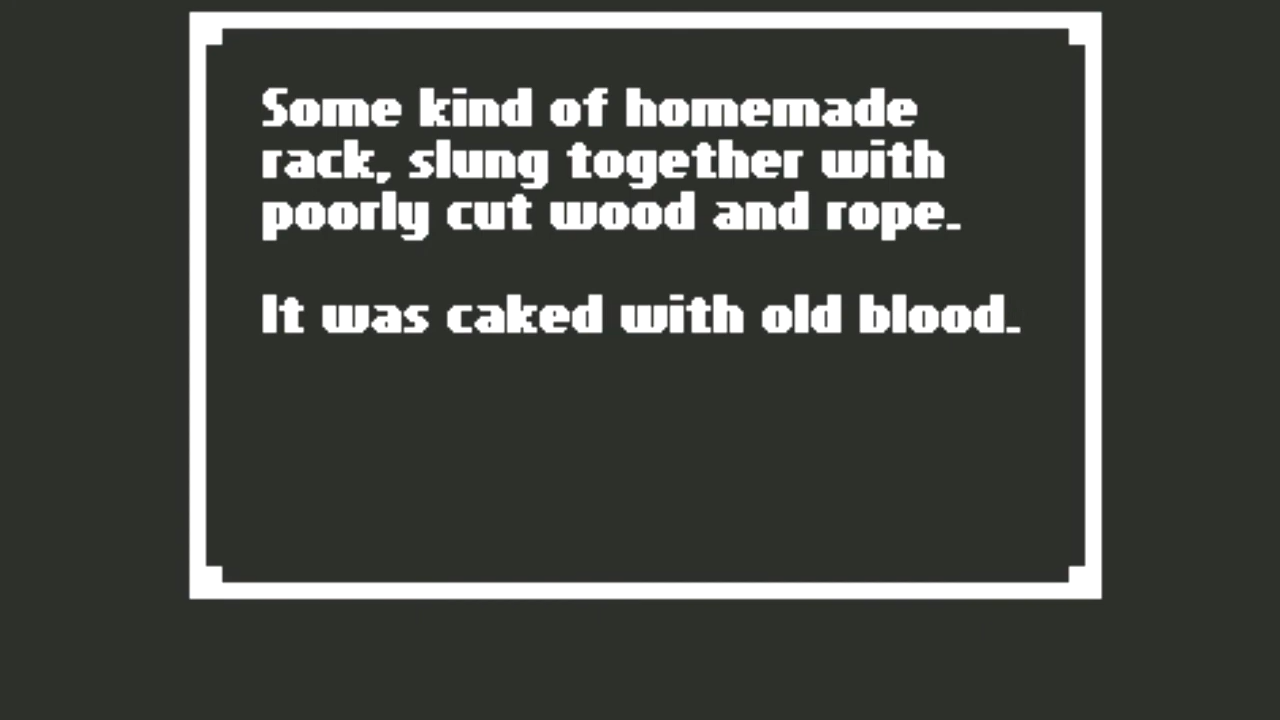 Some kind of homemade
rack, slung together with
poorly cut wood and rope.
It was caked with old blood.